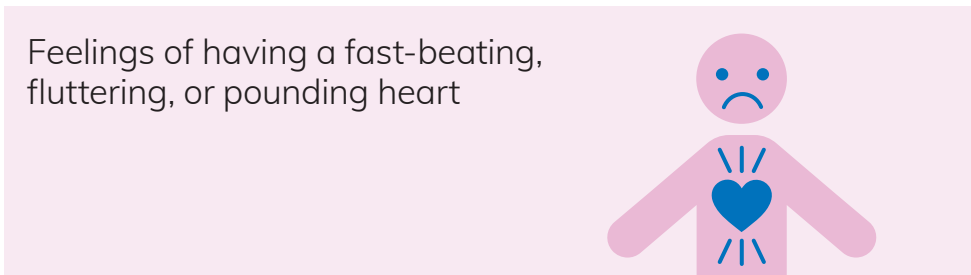 Feelings of having a fast-beating,
fluttering, or pounding heart